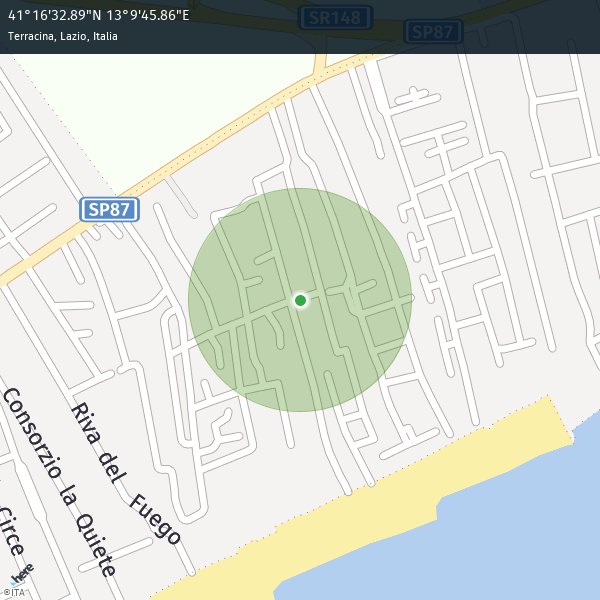 41°16'32.89"N 13°9'45.86"E
Terracina, Lazio, Italia
SR148
SP87
SP87
Riva del Fuego
Consorzio la Quiete
Circe
here
©ITA